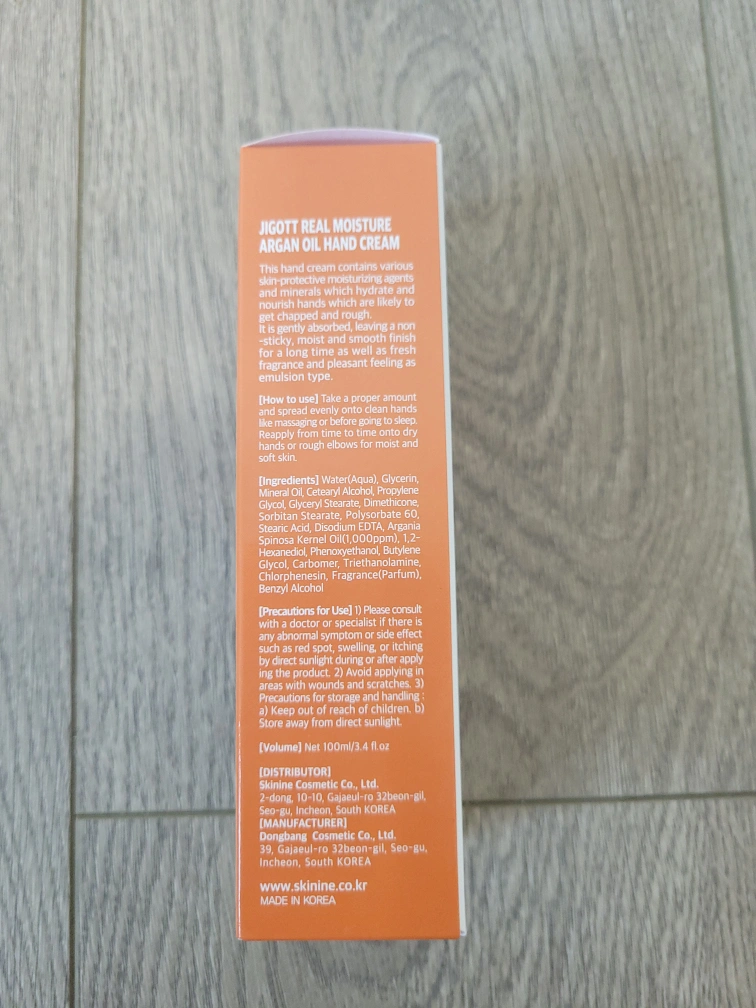 JIGOTT REAL MOISTURE
ARGAN OIL HAND CREAM
This hand cream contains various
skin-protective moisturizing agents
and minerals which hydrate and
nourish hands which are likely to
get chapped and rough.
It is gently absorbed, leaving a non
-sticky, moist and smooth finish
for a long time as well as fresh
fragrance and pleasant feeling as
emulsion type.
[How to use] Take a proper amount
and spread evenly onto clean hands
like massaging or before going to sleep.
Reapply from time to time onto dry
hands or rough elbows for moist and
soft skin.
[Ingredients] Water(Aqua), Glycerin,
Mineral Oil, Cetearyl Alcohol, Propylene
Glycol, Glyceryl Stearate, Dimethicone,
Sorbitan Stearate, Polysorbate 60,
Stearic Acid, Disodium EDTA, Argania
Spinosa Kernel Oil(1,000ppm), 1,2-
Hexanediol, Phenoxyethanol, Butylene
Glycol, Carbomer, Triethanolamine,
Chlorphenesin, Fragrance(Parfum),
Benzyl Alcohol
[Precautions for Use] 1) Please consult
with a doctor or specialist if there is
any abnormal symptom or side effect
such as red spot, swelling, or itching
by direct sunlight during or after apply
ing the product. 2) Avoid applying in
areas with wounds and scratches. 3)
Precautions for storage and handling :
a) Keep out of reach of children. b)
Store away from direct sunlight.
[Volume] Net 100ml/3.4 fl.oz
[DISTRIBUTOR]
Skinine Cosmetic Co., Ltd.
2-dong, 10-10, Gajaeul-ro 32beon-gil,
Seo-gu, Incheon, South KOREA
[MANUFACTURER]
Dongbang Cosmetic Co., Ltd.
39, Gajaeul-ro 32beon-gil, Seo-gu,
Incheon, South KOREA
www.skinine.co.kr
MADE IN KOREA